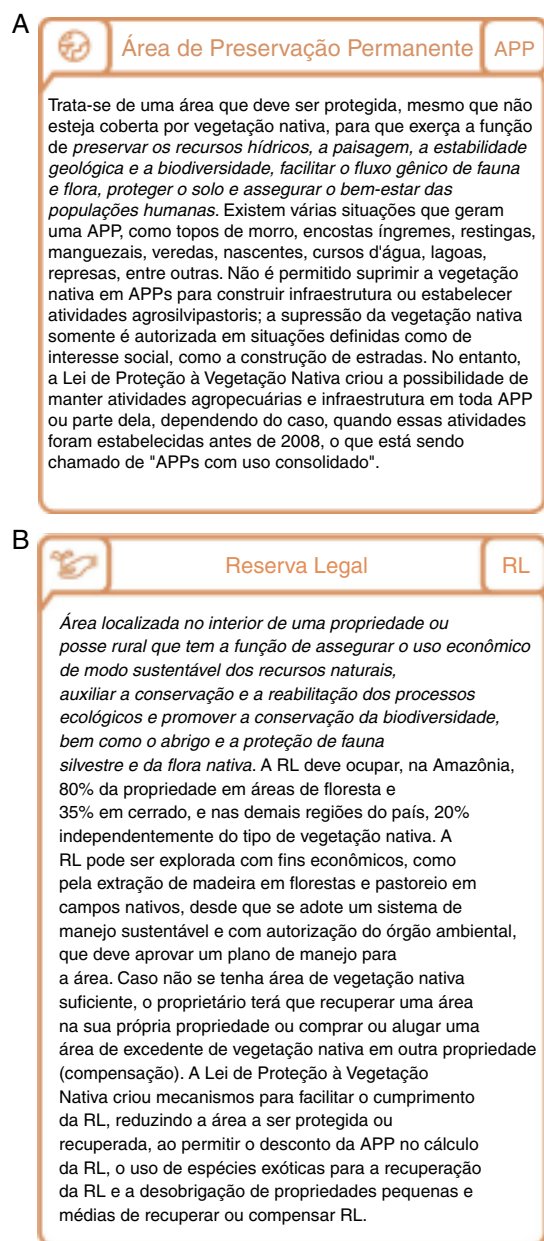 A
Área de Preservação Permanente APP
Trata-se de uma área que deve ser protegida, mesmo que não
esteja coberta por vegetação nativa, para que exerça a função
de preservar os recursos hídricos, a paisagem, a estabilidade
geológica e a biodiversidade, facilitar o fluxo gênico de fauna
e flora, proteger o solo e assegurar o bem-estar das
populações humanas. Existem várias situações que geram
uma APP, como topos de morro, encostas íngremes, restingas,
manguezais, veredas, nascentes, cursos d'água, lagoas,
represas, entre outras. Não é permitido suprimir a vegetação
nativa em APPs para construir infraestrutura ou estabelecer
atividades agrosilvipastoris; a supressão da vegetação nativa
somente é autorizada em situações definidas como de
interesse social, como a construção de estradas. No entanto,
a Lei de Proteção à Vegetação Nativa criou a possibilidade de
manter atividades agropecuárias e infraestrutura em toda APP
ou parte dela, dependendo do caso, quando essas atividades
foram estabelecidas antes de 2008, o que está sendo
chamado de "APPs com uso consolidado".
B
Reserva Legal RL
Área localizada no interior de uma propriedade ou
posse rural que tem a função de assegurar o uso econômico
de modo sustentável dos recursos naturais,
auxiliar a conservação e a reabilitação dos processos
ecológicos e promover a conservação da biodiversidade,
bem como o abrigo e a proteção de fauna
silvestre e da flora nativa. A RL deve ocupar, na Amazônia,
80% da propriedade em áreas de floresta e
35% em cerrado, e nas demais regiões do país, 20%
independentemente do tipo de vegetação nativa. A
RL pode ser explorada com fins econômicos, como
pela extração de madeira em florestas e pastoreio em
campos nativos, desde que se adote um sistema de
manejo sustentável e com autorização do órgão ambiental,
que deve aprovar um plano de manejo para
a área. Caso não se tenha área de vegetação nativa
suficiente, o proprietário terá que recuperar uma área
na sua própria propriedade ou comprar ou alugar uma
área de excedente de vegetação nativa em outra propriedade
(compensação). A Lei de Proteção à Vegetação
Nativa criou mecanismos para facilitar o cumprimento
da RL, reduzindo a área a ser protegida ou
recuperada, ao permitir o desconto da APP no cálculo
da RL, o uso de espécies exóticas para a recuperação
da RL e a desobrigação de propriedades pequenas e
médias de recuperar ou compensar RL.